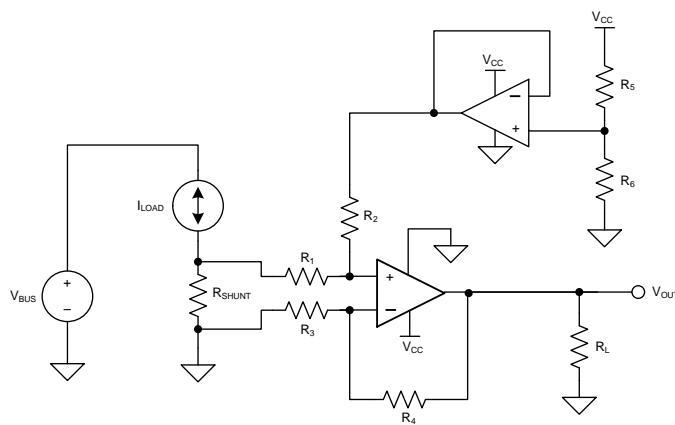 VCC
R5
VCC
−
+
R6
ILOAD
R2
R1
+
VBUS
+
−
RSHUNT
R3
−
VCC
VOUT
RL
R4